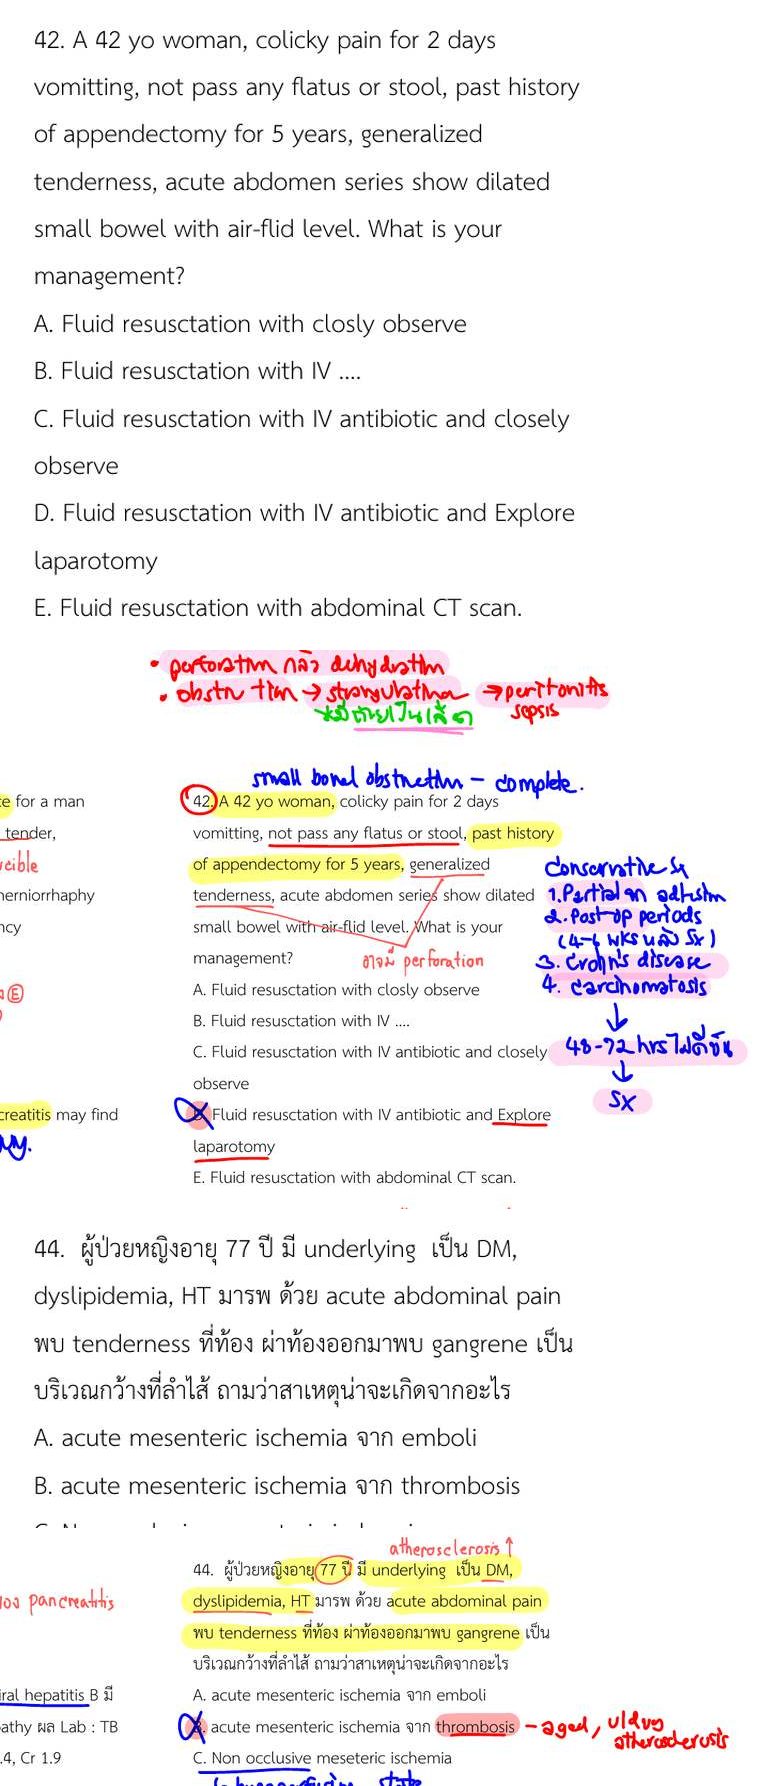 42. A 42 yo woman, colicky pain for 2 days
vomitting, not pass any flatus or stool, past history
of appendectomy for 5 years, generalized
tenderness, acute abdomen series show dilated
small bowel with air-flid level. What is your
management?
A. Fluid resusctation with closly observe
B. Fluid resusctation with IV ....
C. Fluid resusctation with IV antibiotic and closely
observe
D. Fluid resusctation with IV antibiotic and Explore
laparotomy
E. Fluid resusctation with abdominal CT scan.
• perforation กลัว dehydration
• obstruction → strangulation → peritonitis
sepsis
small bowel obstruction - complete.
e for a man
42. A 42 yo woman, colicky pain for 2 days
tender,
vomitting, not pass any flatus or stool, past history
ucible
of appendectomy for 5 years, generalized
conservative Sx
herniorrhaphy
tenderness, acute abdomen series show dilated
1. Partial
ncy
small bowel with air-flid level. What is your
2. Post-op periods
management?
อาจมี perforation
3. Crohn's disease
E
A. Fluid resusctation with closly observe
4. carcinomatosis
B. Fluid resusctation with IV ....
C. Fluid resusctation with IV antibiotic and closely
48-72 hrs ไม่ดีขึ้น
observe
Sx
creatitis may find
Fluid resusctation with IV antibiotic and Explore
laparotomy
E. Fluid resusctation with abdominal CT scan.
44. ผู้ป่วยหญิงอายุ 77 ปี มี underlying เป็น DM,
dyslipidemia, HT มารพ ด้วย acute abdominal pain
พบ tenderness ที่ท้อง ผ่าท้องออกมาพบ gangrene เป็น
บริเวณกว้างที่ลำไส้ ถามว่าสาเหตุน่าจะเกิดจากอะไร
A. acute mesenteric ischemia จาก emboli
B. acute mesenteric ischemia จาก thrombosis
atherosclerosis ↑
44. ผู้ป่วยหญิงอายุ 77 ปี มี underlying เป็น DM,
ของ pancreatitis
dyslipidemia, HT มารพ ด้วย acute abdominal pain
พบ tenderness ที่ท้อง ผ่าท้องออกมาพบ gangrene เป็น
บริเวณกว้างที่ลำไส้ ถามว่าสาเหตุน่าจะเกิดจากอะไร
iral hepatitis B มี
A. acute mesenteric ischemia จาก emboli
pathy ผล Lab : TB
acute mesenteric ischemia จาก thrombosis - aged,
atherosclerosis
.4, Cr 1.9
C. Non occlusive meseteric ischemia